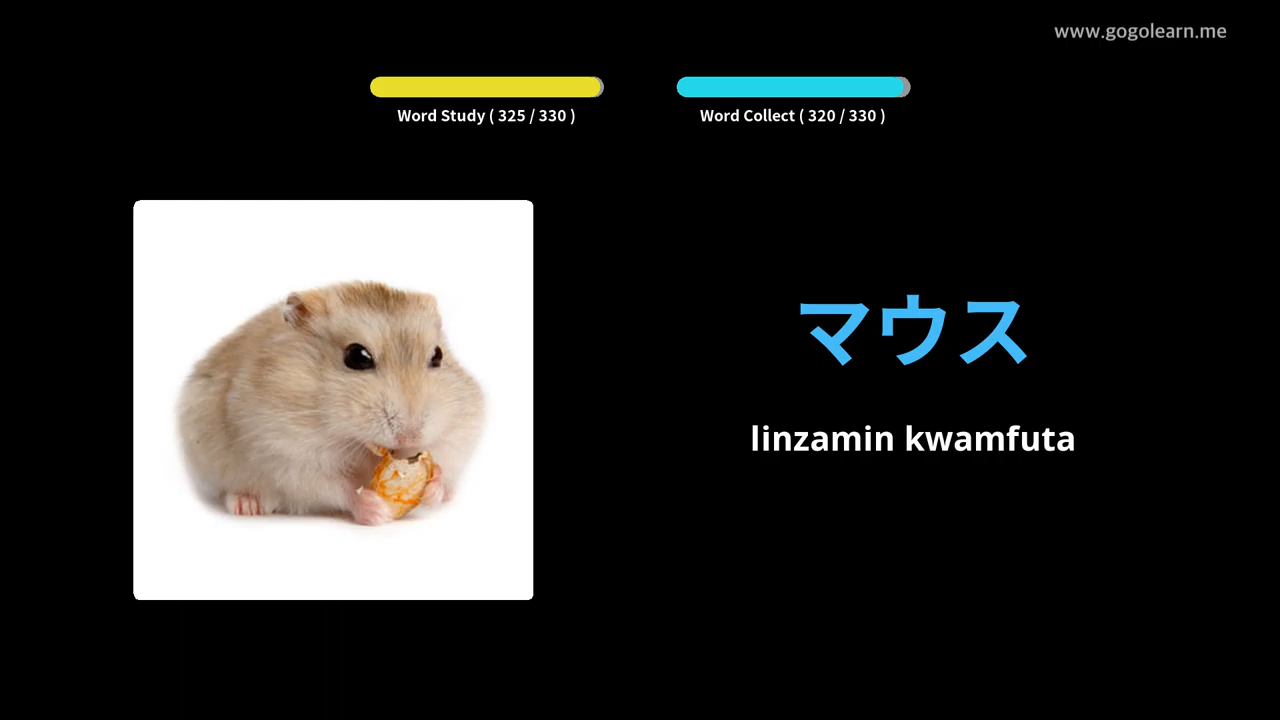 www.gogolearn.me
Word Study ( 325 / 330 )
Word Collect ( 320 / 330 )
マウス
linzamin kwamfuta